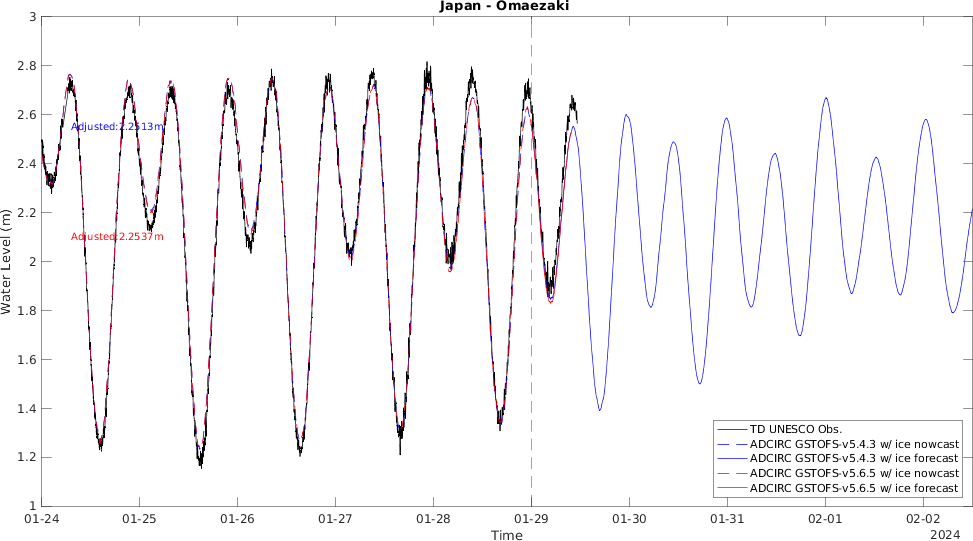 Japan - Omaezaki
3
2.8
2.6
2.4
2.2
2
1.8
1.6
1.4
1.2
1
Water Level (m)
Adjusted:2.2513m
Adjusted:2.2537m
TD UNESCO Obs.
ADCIRC GSTOFS-v5.4.3 w/ ice nowcast
ADCIRC GSTOFS-v5.4.3 w/ ice forecast
ADCIRC GSTOFS-v5.6.5 w/ ice nowcast
ADCIRC GSTOFS-v5.6.5 w/ ice forecast
01-24 01-25 01-26 01-27 01-28 01-29 01-30 01-31 02-01 02-02
Time
2024